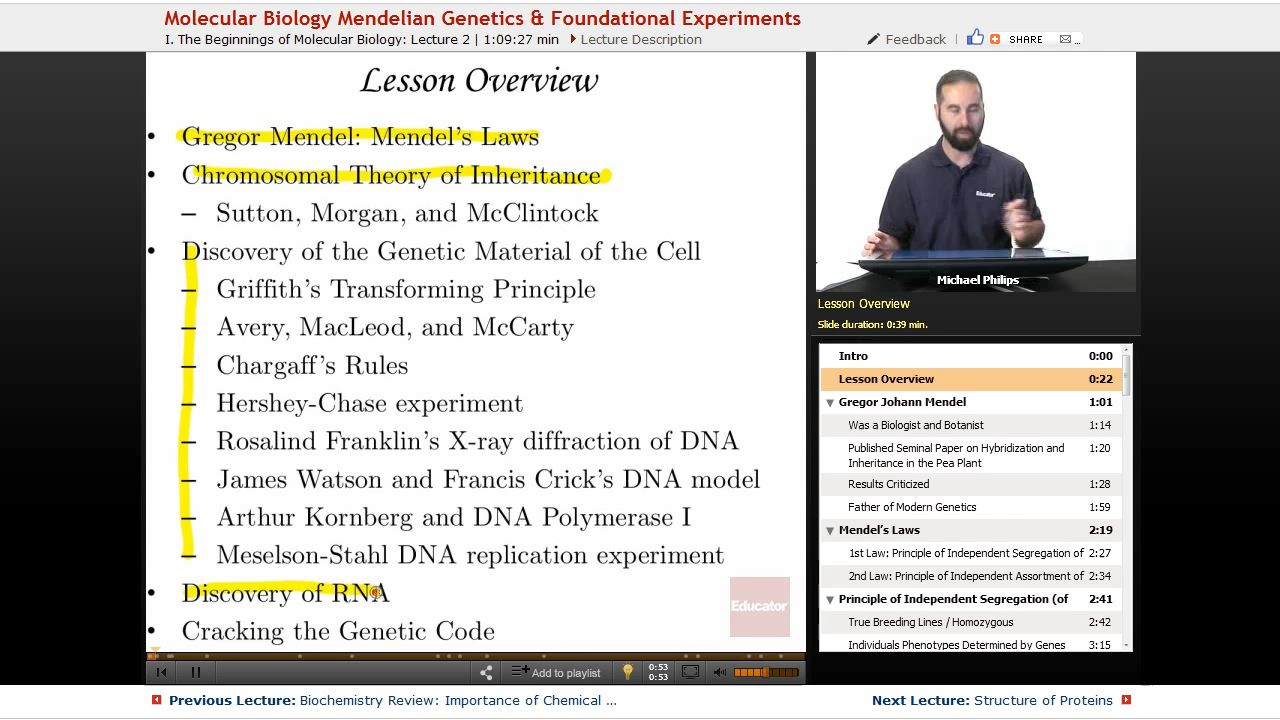 Molecular Biology Mendelian Genetics & Foundational Experiments
I. The Beginnings of Molecular Biology: Lecture 2 | 1:09:27 min
Lecture Description
Feedback
SHARE
...
Lesson Overview
• Gregor Mendel: Mendel's Laws
• Chromosomal Theory of Inheritance
– Sutton, Morgan, and McClintock
• Discovery of the Genetic Material of the Cell
– Griffith's Transforming Principle
– Avery, MacLeod, and McCarty
– Chargaff's Rules
– Hershey-Chase experiment
– Rosalind Franklin's X-ray diffraction of DNA
– James Watson and Francis Crick's DNA model
– Arthur Kornberg and DNA Polymerase I
– Meselson-Stahl DNA replication experiment
• Discovery of RNA
• Cracking the Genetic Code
Educator
Educator
Michael Philips
Lesson Overview
Slide duration: 0:39 min.
Intro 0:00
Lesson Overview 0:22
Gregor Johann Mendel 1:01
Was a Biologist and Botanist 1:14
Published Seminal Paper on Hybridization and 1:20
Inheritance in the Pea Plant
Results Criticized 1:28
Father of Modern Genetics 1:59
Mendel's Laws 2:19
1st Law: Principle of Independent Segregation of 2:27
2nd Law: Principle of Independent Assortment of 2:34
Principle of Independent Segregation (of 2:41
True Breeding Lines / Homozygous 2:42
Individuals Phenotypes Determined by Genes 3:15
Add to playlist
0:53
0:53
Previous Lecture: Biochemistry Review: Importance of Chemical ...
Next Lecture: Structure of Proteins